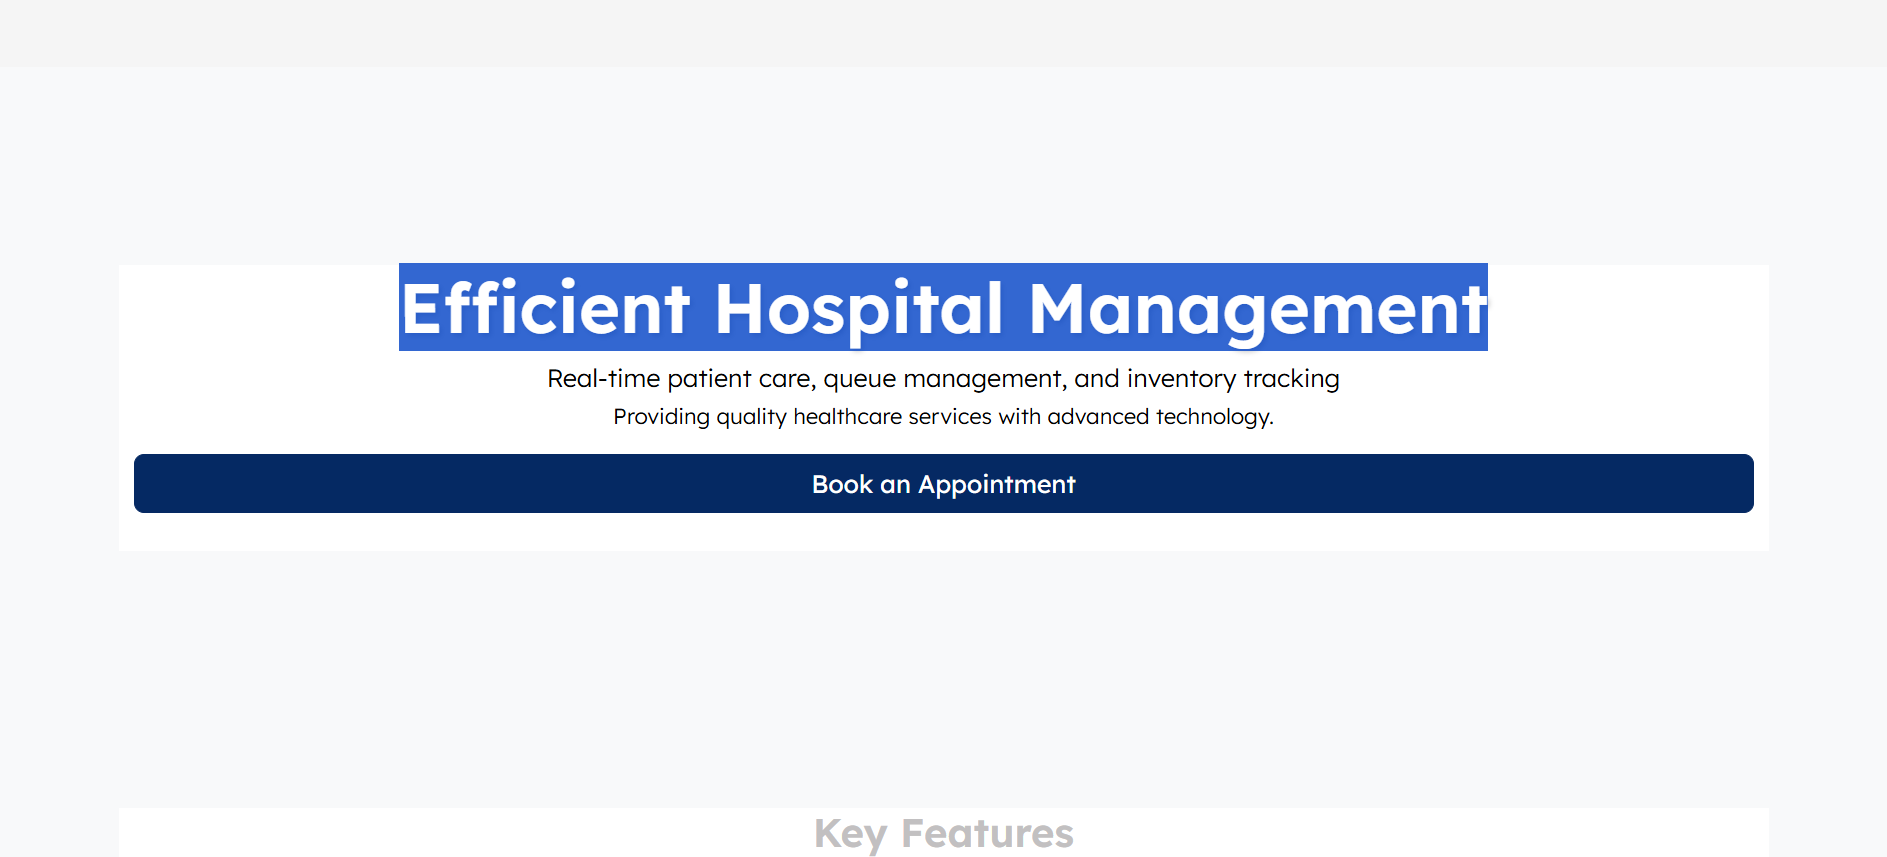 Efficient Hospital Management
Real-time patient care, queue management, and inventory tracking
Providing quality healthcare services with advanced technology.
Book an Appointment
Key Features